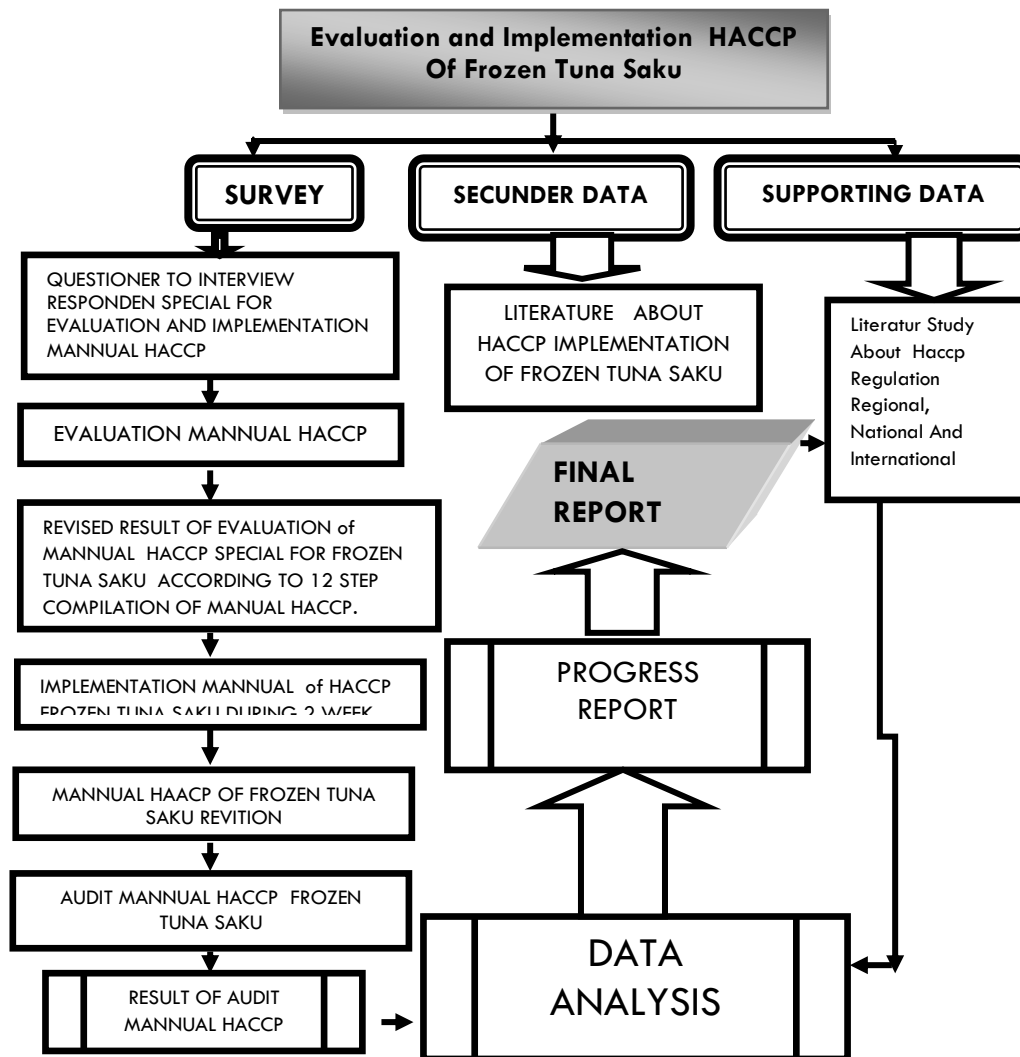 Evaluation and Implementation HACCP
Of Frozen Tuna Saku
SURVEY
SECUNDER DATA
SUPPORTING DATA
QUESTIONER TO INTERVIEW
RESPONDEN SPECIAL FOR
EVALUATION AND IMPLEMENTATION
MANNUAL HACCP
EVALUATION MANNUAL HACCP
REVISED RESULT OF EVALUATION of
MANNUAL HACCP SPECIAL FOR FROZEN
TUNA SAKU ACCORDING TO 12 STEP
COMPILATION OF MANUAL HACCP.
IMPLEMENTATION MANNUAL of HACCP
FROZEN TUNA SAKU DURING 2 WEEK
MANNUAL HAACP OF FROZEN TUNA
SAKU REVITION
AUDIT MANNUAL HACCP FROZEN
TUNA SAKU
RESULT OF AUDIT
MANNUAL HACCP
LITERATURE ABOUT
HACCP IMPLEMENTATION
OF FROZEN TUNA SAKU
Literatur Study
About Haccp
Regulation
Regional,
National And
International
FINAL
REPORT
PROGRESS
REPORT
DATA
ANALYSIS